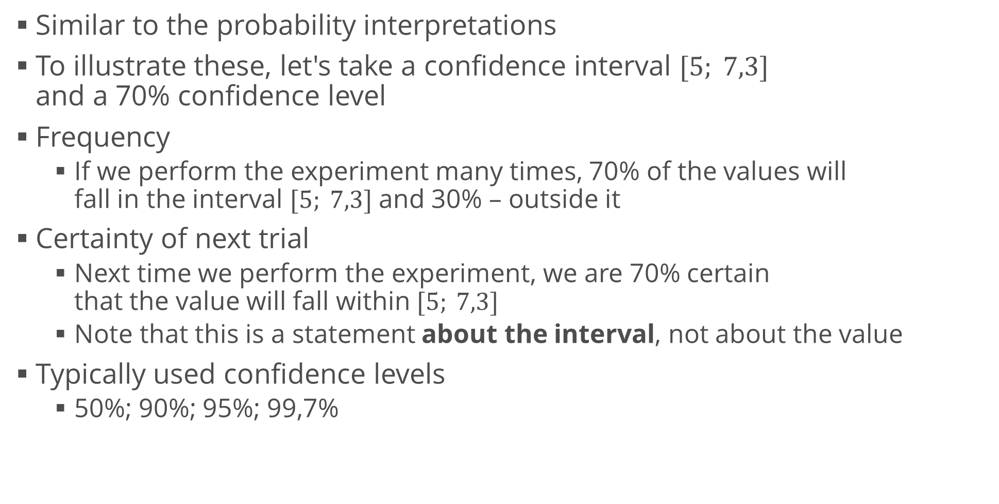 ▪ Similar to the probability interpretations
▪ To illustrate these, let's take a confidence interval [5; 7,3]
and a 70% confidence level
▪ Frequency
▪ If we perform the experiment many times, 70% of the values will
fall in the interval [5; 7,3] and 30% – outside it
▪ Certainty of next trial
▪ Next time we perform the experiment, we are 70% certain
that the value will fall within [5; 7,3]
▪ Note that this is a statement about the interval, not about the value
▪ Typically used confidence levels
▪ 50%; 90%; 95%; 99,7%